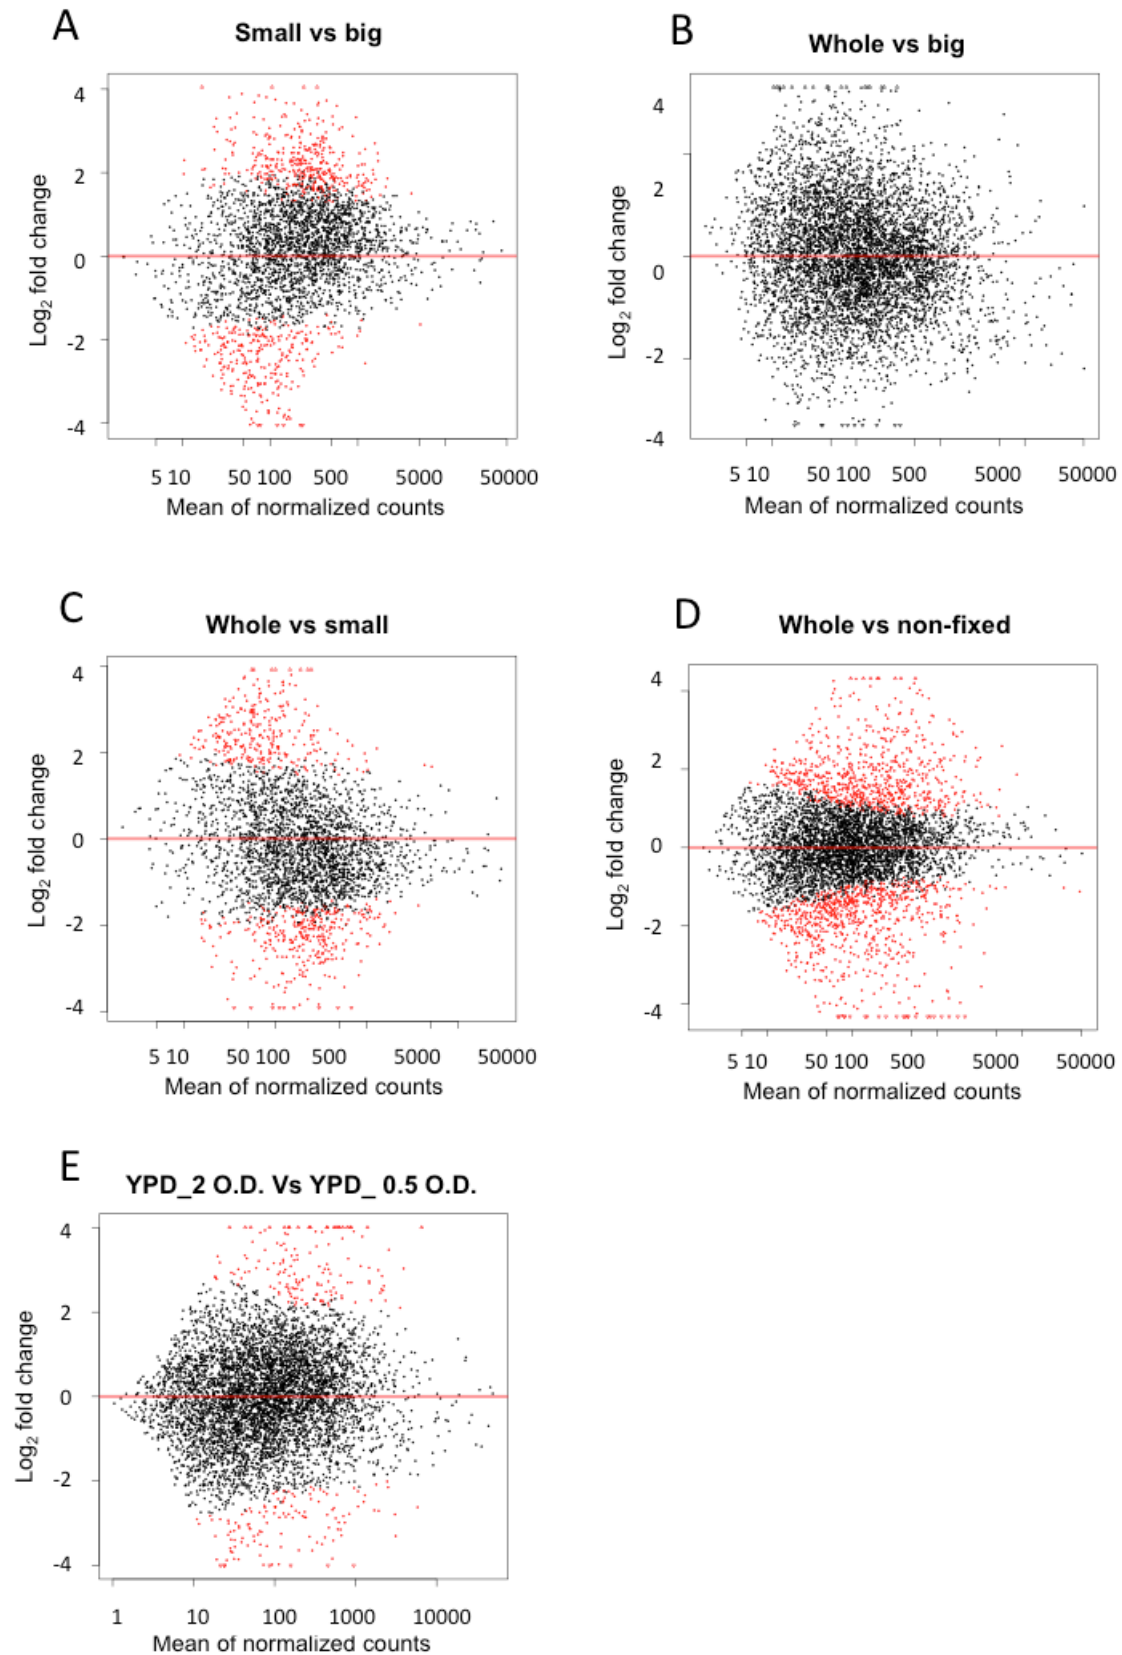 A
Small vs big
4
2
0
-2
-4
Log2 fold change
5 10 50 100 500 5000 50000
Mean of normalized counts
B
Whole vs big
4
2
0
-2
-4
Log2 fold change
5 10 50 100 500 5000 50000
Mean of normalized counts
C
Whole vs small
4
2
0
-2
-4
Log2 fold change
5 10 50 100 500 5000 50000
Mean of normalized counts
D
Whole vs non-fixed
4
2
0
-2
-4
Log2 fold change
5 10 50 100 500 5000 50000
Mean of normalized counts
E
YPD_2 O.D. Vs YPD_ 0.5 O.D.
4
2
0
-2
-4
Log2 fold change
1 10 100 1000 10000
Mean of normalized counts